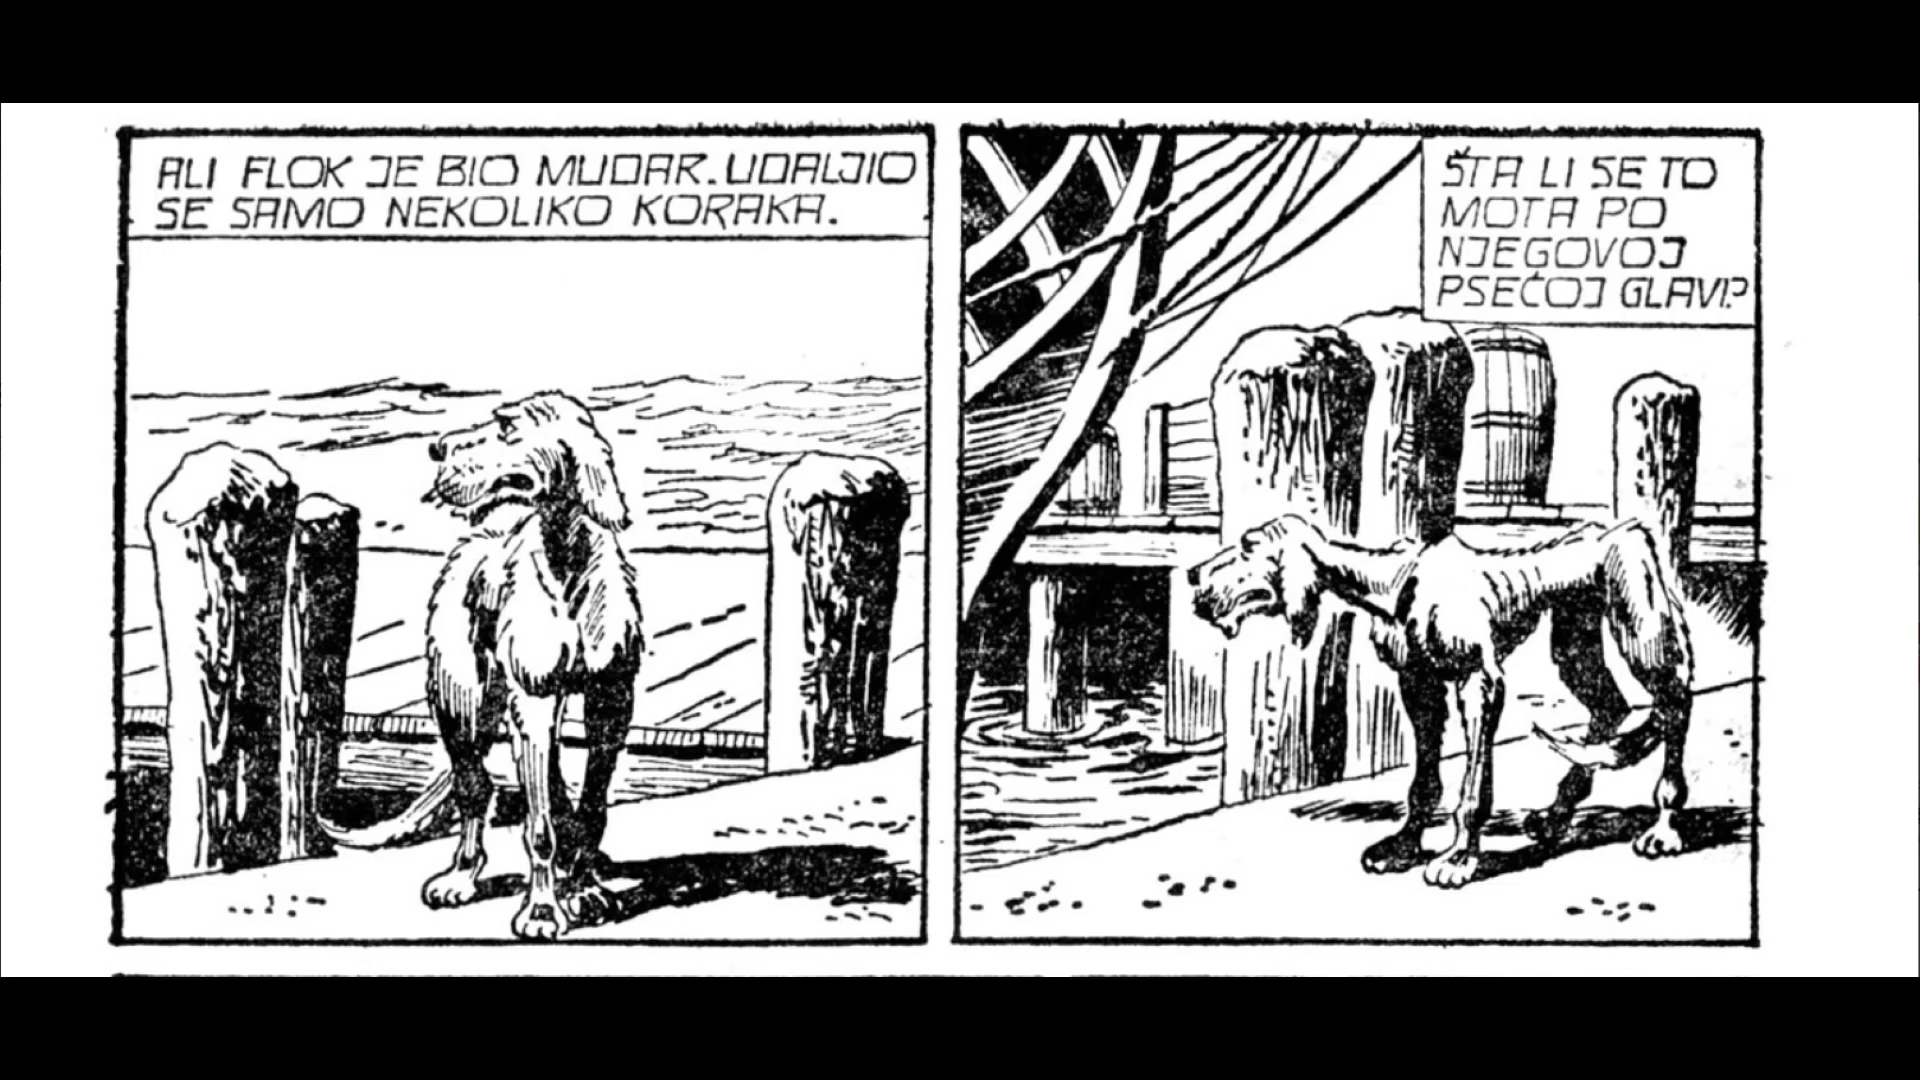 ALI FLOK JE BIO MUDAR. UDALJIO
SE SAMO NEKOLIKO KORAKA.
ŠTA LI SE TO
MOTA PO
NJEGOVOJ
PSEĆOJ GLAVI?